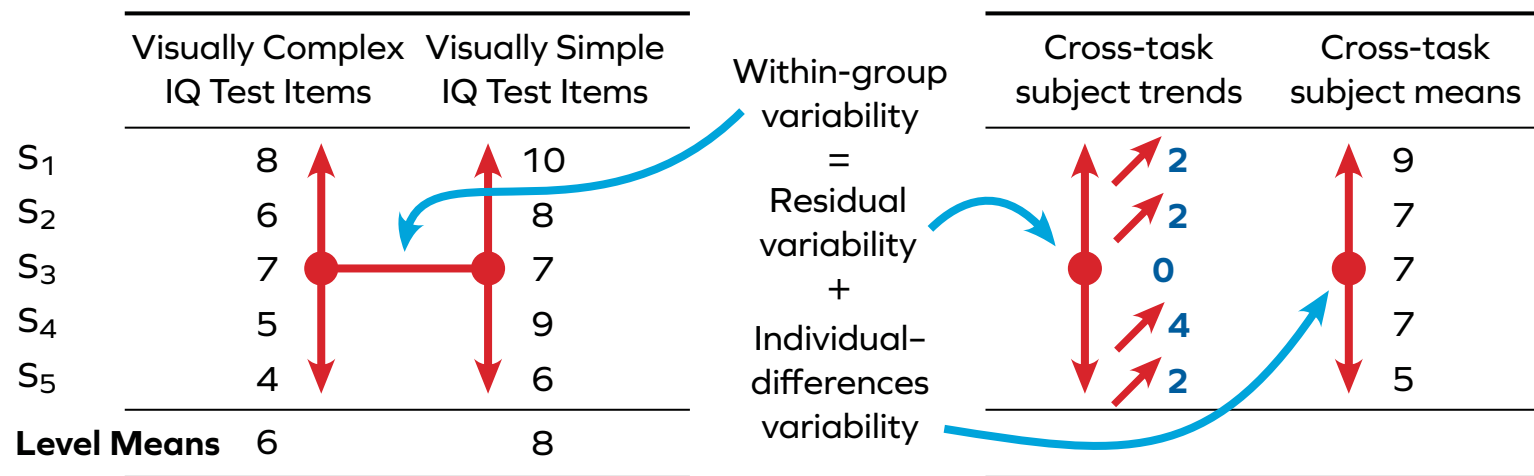 Visually Complex IQ Test Items
Visually Simple IQ Test Items
Within-group variability
=
Residual variability
+
Individual–differences variability
Cross-task subject trends
Cross-task subject means
S1 8 10 2 9
S2 6 8 2 7
S3 7 7 0 7
S4 5 9 4 7
S5 4 6 2 5
Level Means 6 8